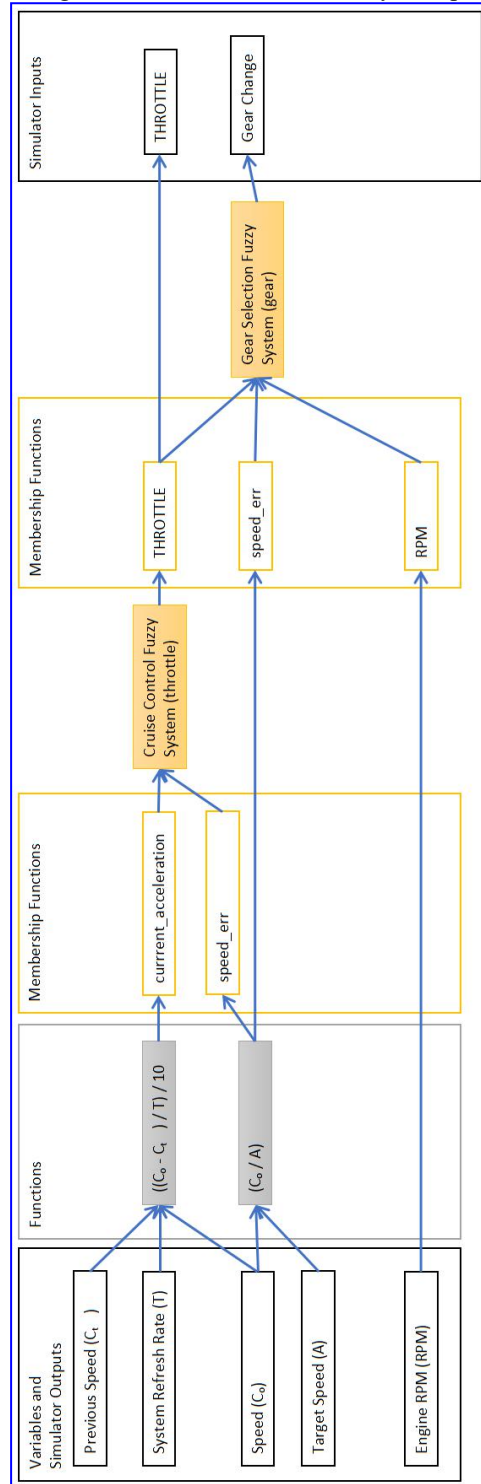 Variables and
Simulator Outputs
Previous Speed (Cₜ )
System Refresh Rate (T)
Speed (C₀)
Target Speed (A)
Engine RPM (RPM)
Functions
((C₀ - Cₜ ) / T) / 10
(C₀ / A)
Membership Functions
currrent_acceleration
speed_err
Cruise Control Fuzzy
System (throttle)
Membership Functions
THROTTLE
speed_err
RPM
Gear Selection Fuzzy
System (gear)
Simulator Inputs
THROTTLE
Gear Change